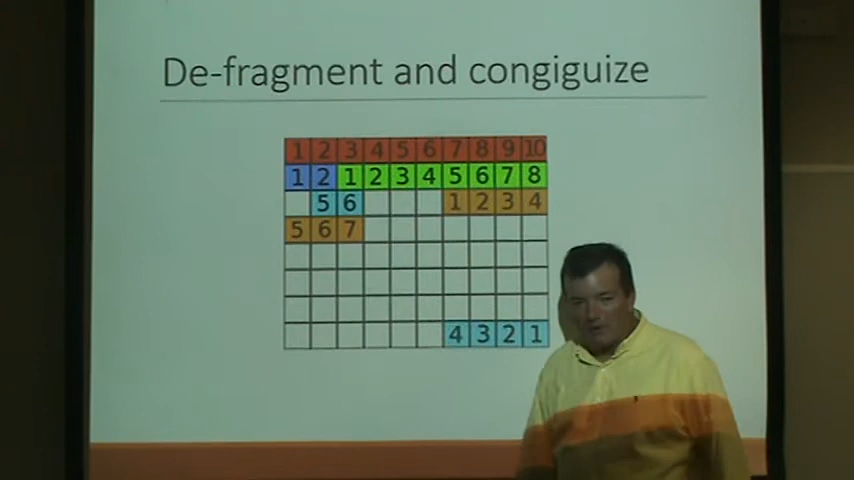 De-fragment and congiguize
1 2 3 4 5 6 7 8 9 10
1 2 1 2 3 4 5 6 7 8
5 6 1 2 3 4
5 6 7
4 3 2 1